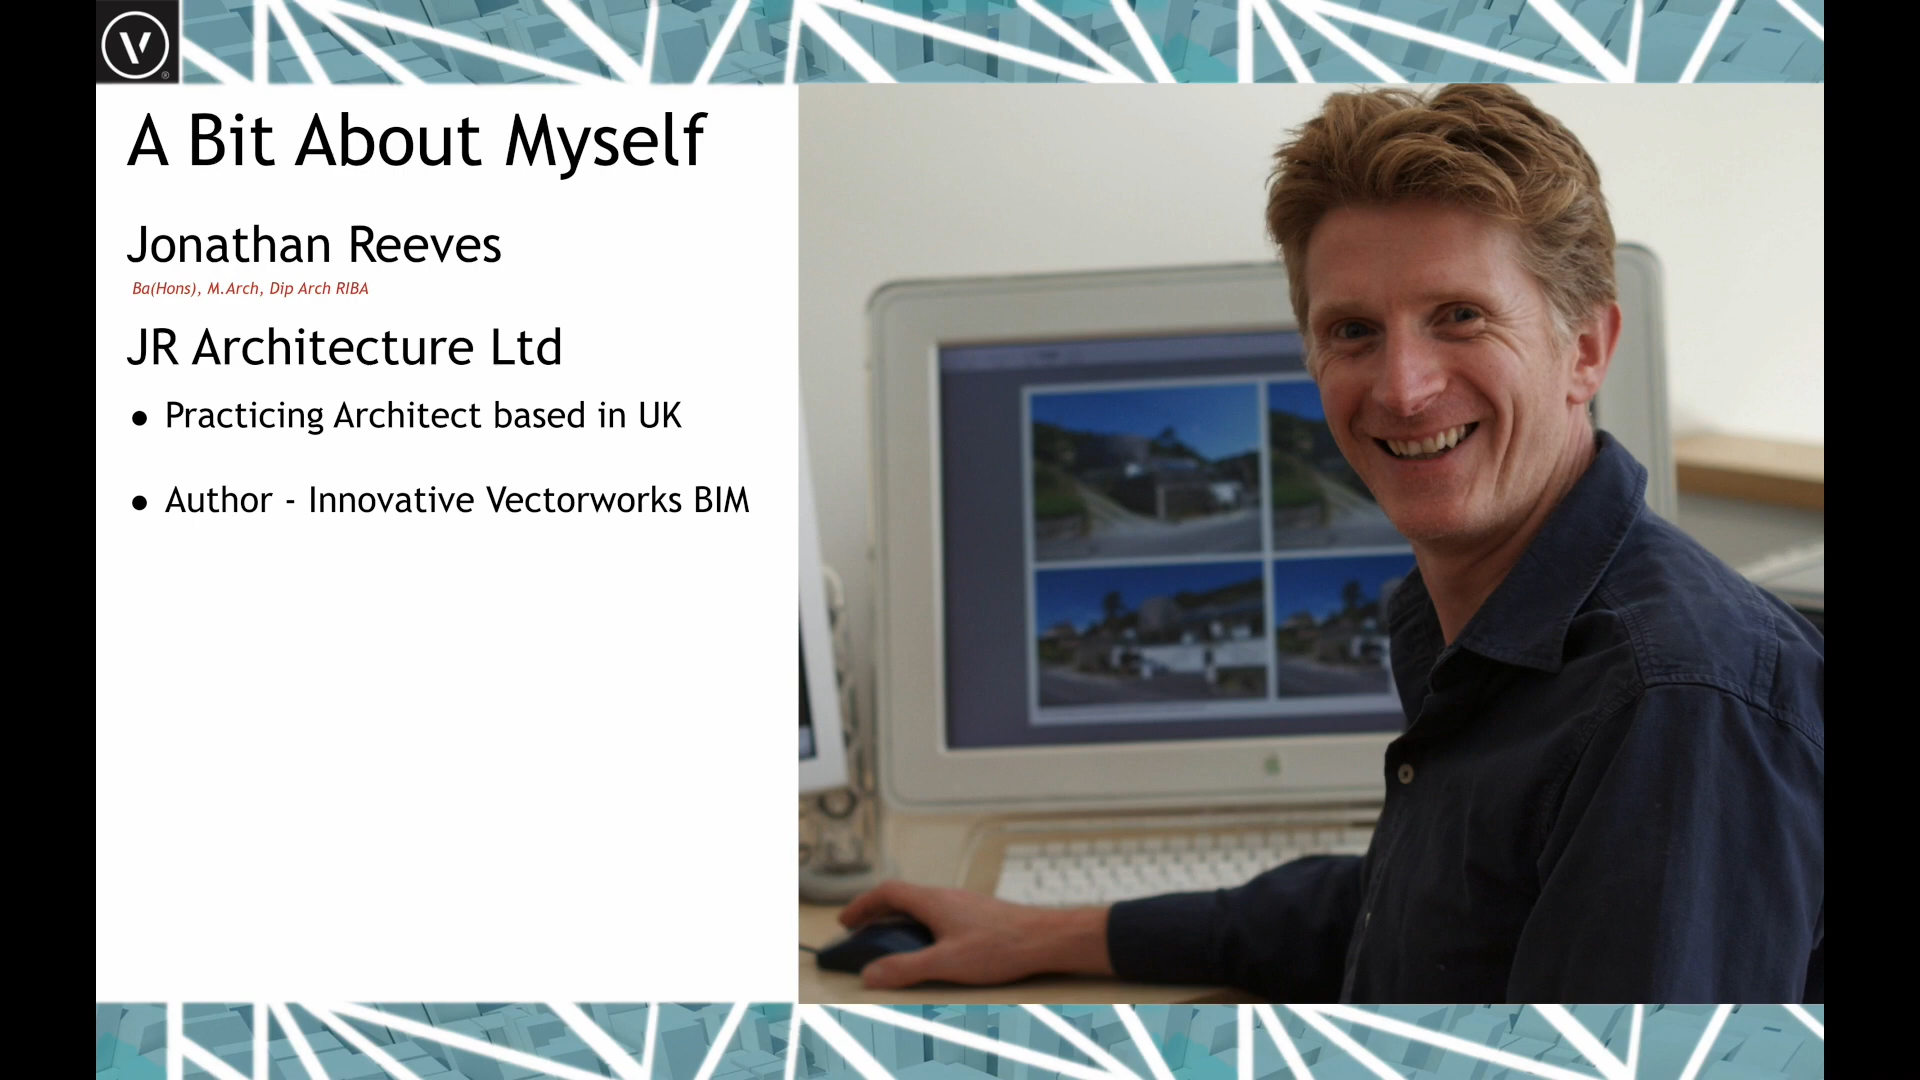 A Bit About Myself
Jonathan Reeves
Ba(Hons), M.Arch, Dip Arch RIBA
JR Architecture Ltd
• Practicing Architect based in UK
• Author - Innovative Vectorworks BIM